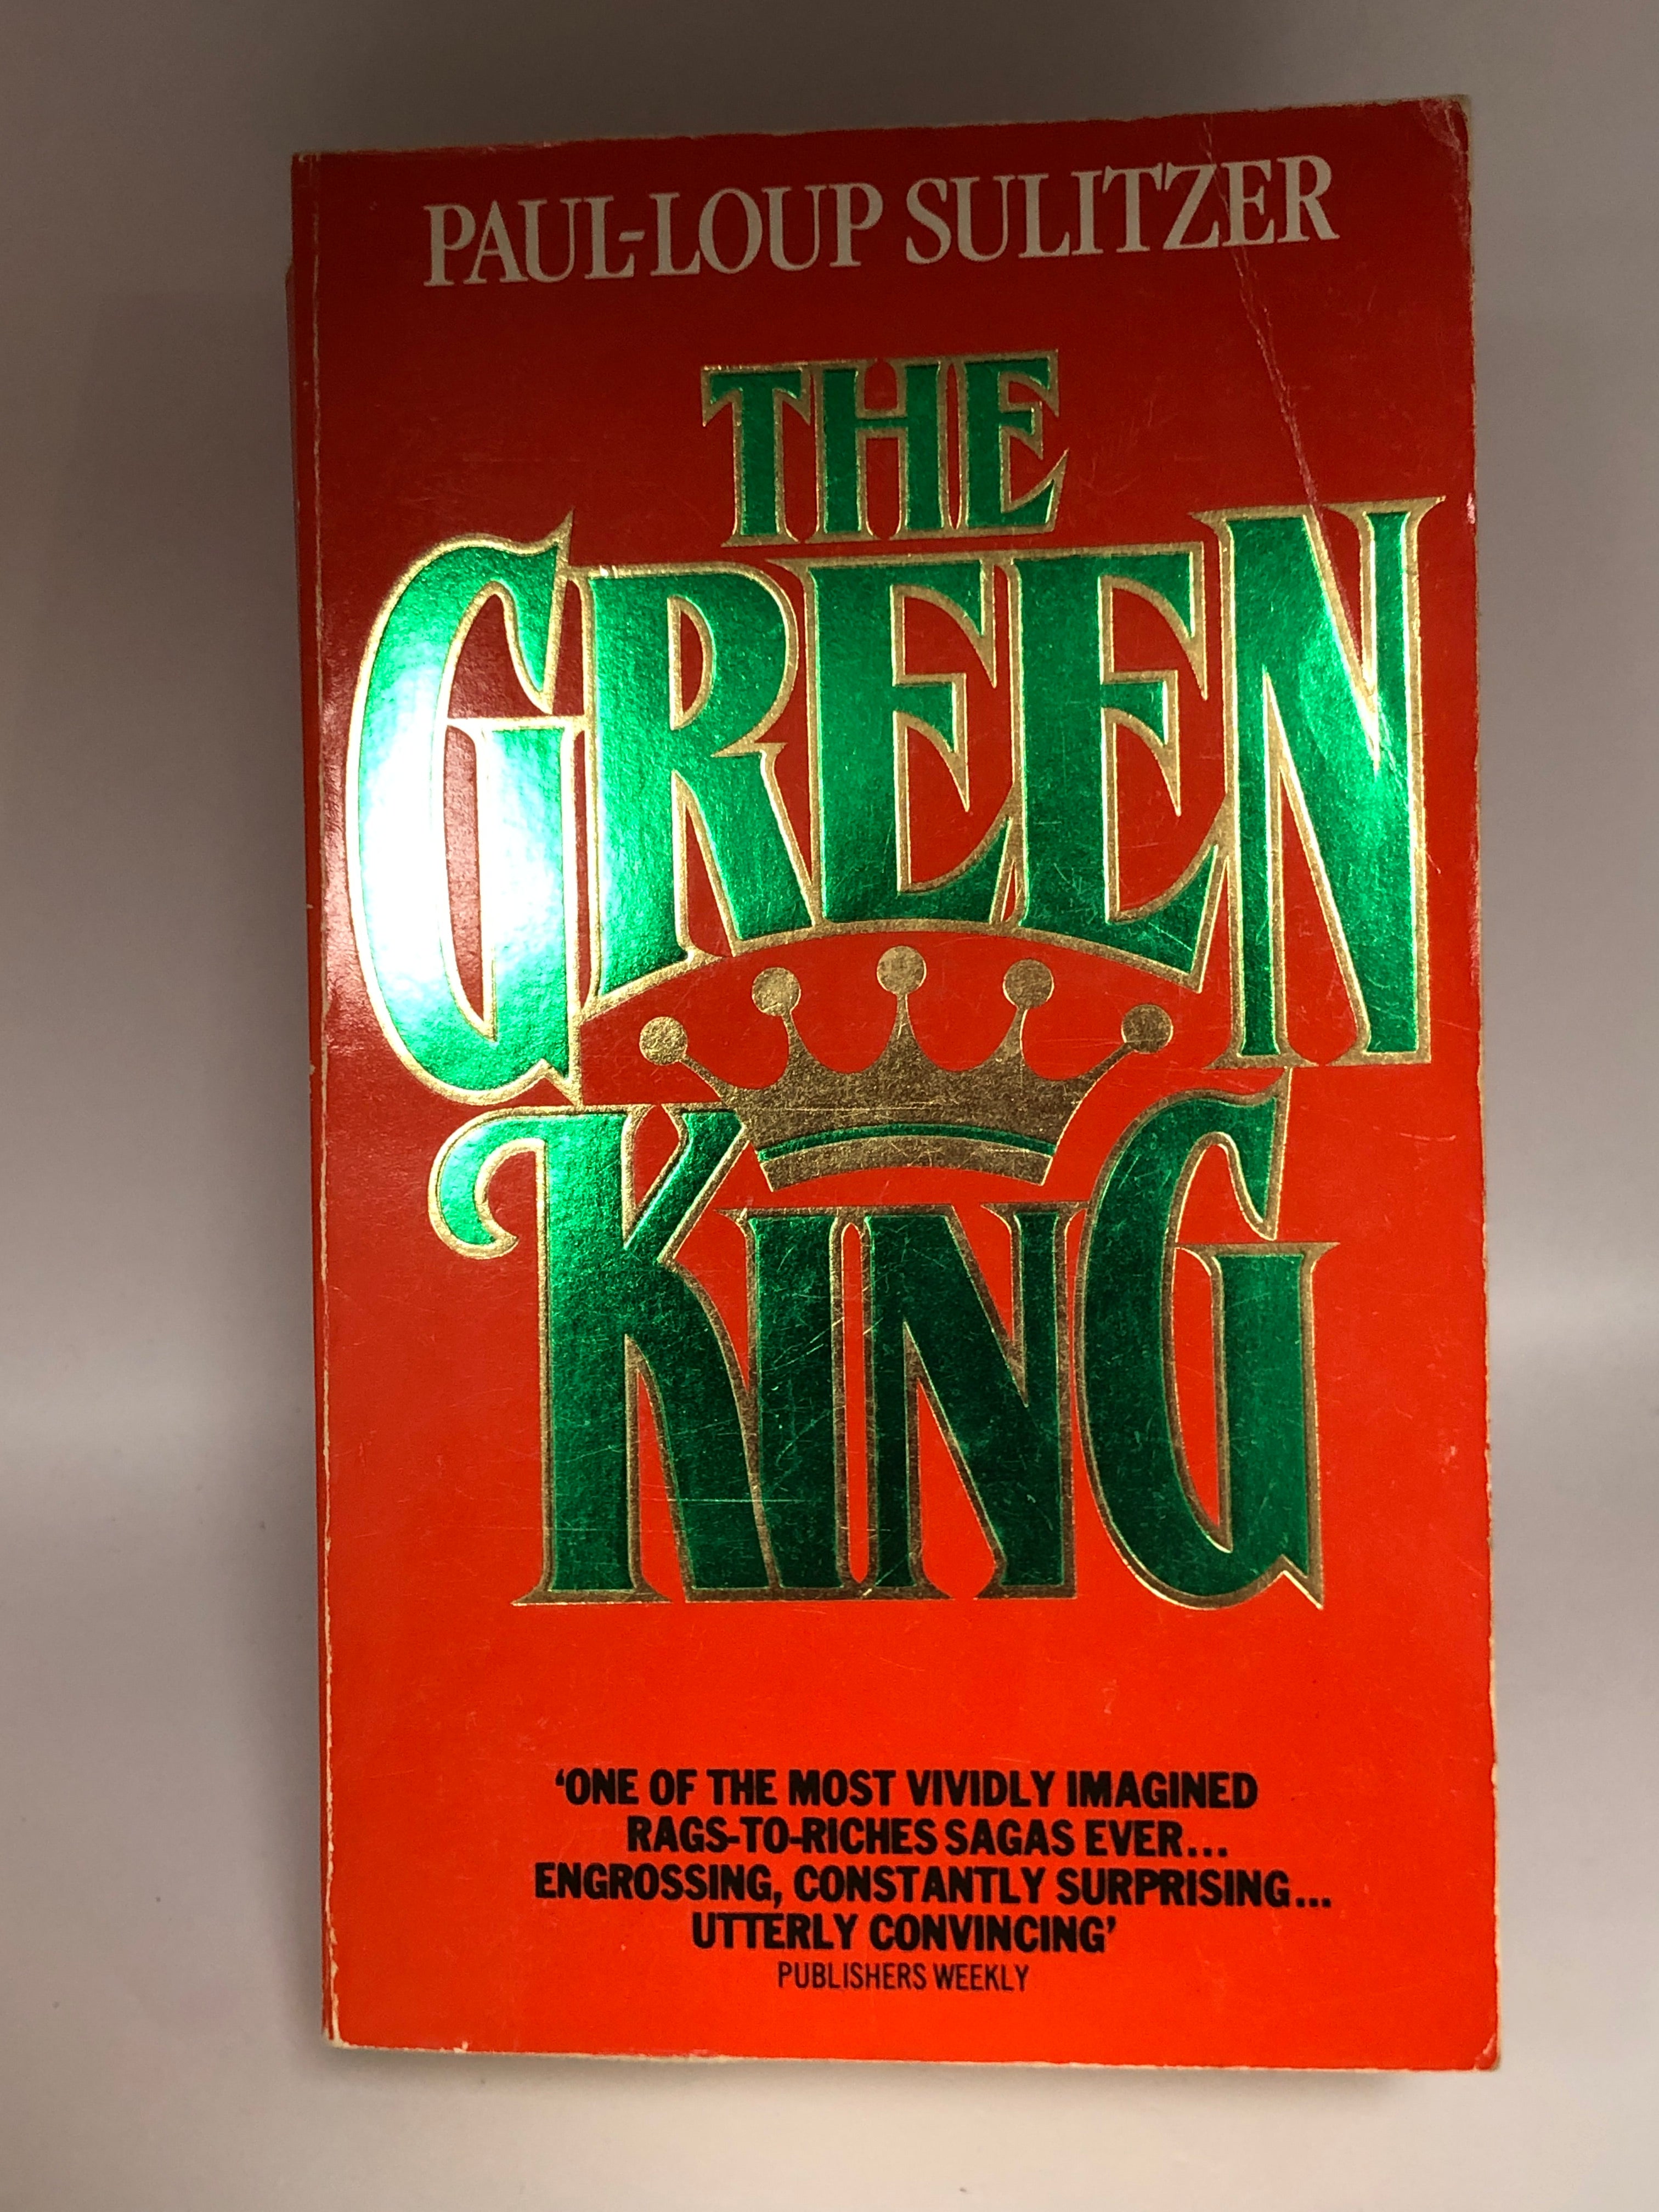 PAUL-LOUP SULITZER
THE
GREEN
KING
‘ONE OF THE MOST VIVIDLY IMAGINED
RAGS-TO-RICHES SAGAS EVER...
ENGROSSING, CONSTANTLY SURPRISING...
UTTERLY CONVINCING’
PUBLISHERS WEEKLY